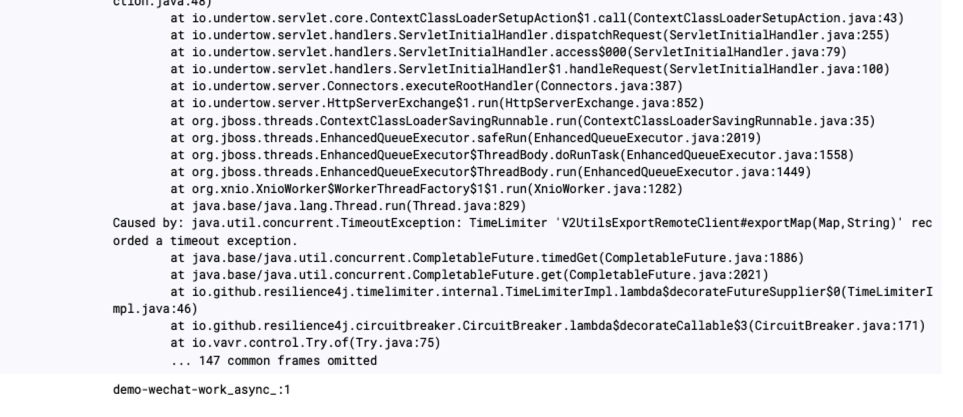 ction.java:48)
at io.undertow.servlet.core.ContextClassLoaderSetupAction$1.call(ContextClassLoaderSetupAction.java:43)
at io.undertow.servlet.handlers.ServletInitialHandler.dispatchRequest(ServletInitialHandler.java:255)
at io.undertow.servlet.handlers.ServletInitialHandler.access$000(ServletInitialHandler.java:79)
at io.undertow.servlet.handlers.ServletInitialHandler$1.handleRequest(ServletInitialHandler.java:100)
at io.undertow.server.Connectors.executeRootHandler(Connectors.java:387)
at io.undertow.server.HttpServerExchange$1.run(HttpServerExchange.java:852)
at org.jboss.threads.ContextClassLoaderSavingRunnable.run(ContextClassLoaderSavingRunnable.java:35)
at org.jboss.threads.EnhancedQueueExecutor.safeRun(EnhancedQueueExecutor.java:2019)
at org.jboss.threads.EnhancedQueueExecutor$ThreadBody.doRunTask(EnhancedQueueExecutor.java:1558)
at org.jboss.threads.EnhancedQueueExecutor$ThreadBody.run(EnhancedQueueExecutor.java:1449)
at org.xnio.XnioWorker$WorkerThreadFactory$1$1.run(XnioWorker.java:1282)
at java.base/java.lang.Thread.run(Thread.java:829)
Caused by: java.util.concurrent.TimeoutException: TimeLimiter 'V2UtilsExportRemoteClient#exportMap(Map,String)' rec
orded a timeout exception.
at java.base/java.util.concurrent.CompletableFuture.timedGet(CompletableFuture.java:1886)
at java.base/java.util.concurrent.CompletableFuture.get(CompletableFuture.java:2021)
at io.github.resilience4j.timelimiter.internal.TimeLimiterImpl.lambda$decorateFutureSupplier$0(TimeLimiterI
mpl.java:46)
at io.github.resilience4j.circuitbreaker.CircuitBreaker.lambda$decorateCallable$3(CircuitBreaker.java:171)
at io.vavr.control.Try.of(Try.java:75)
... 147 common frames omitted
demo-wechat-work_async_:1